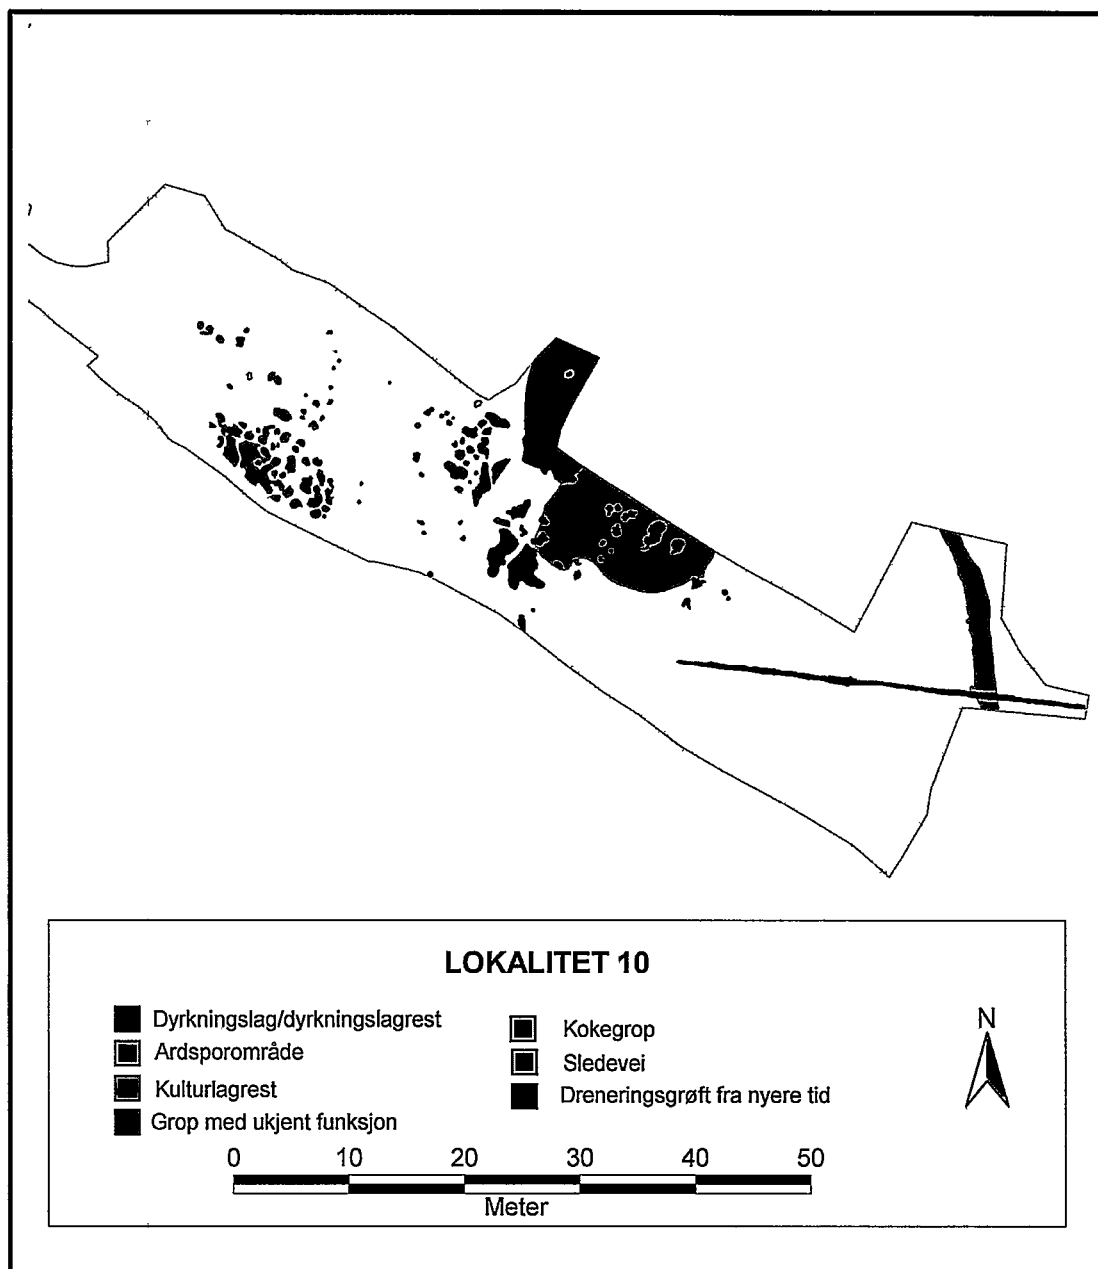 LOKALITET 10
Dyrkningslag/dyrkningslagrest
Ardsporområde
Kulturlagrest
Grop med ukjent funksjon
Kokegrop
Sledevei
Dreneringsgrøft fra nyere tid
N
0 10 20 30 40 50
Meter